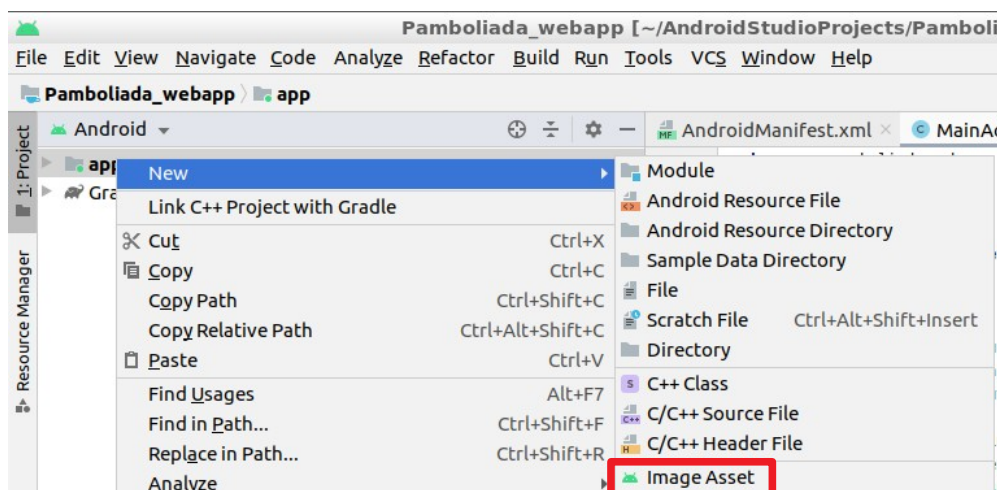 Pamboliada_webapp [~/AndroidStudioProjects/Pamboli
File Edit View Navigate Code Analyze Refactor Build Run Tools VCS Window Help
Pamboliada_webapp app
1: Project
Resource Manager
Android
AndroidManifest.xml MainAc
app
Gra
New
Link C++ Project with Gradle
Cut Ctrl+X
Copy Ctrl+C
Copy Path Ctrl+Shift+C
Copy Relative Path Ctrl+Alt+Shift+C
Paste Ctrl+V
Find Usages Alt+F7
Find in Path... Ctrl+Shift+F
Replace in Path... Ctrl+Shift+R
Analyze
Module
Android Resource File
Android Resource Directory
Sample Data Directory
File
Scratch File Ctrl+Alt+Shift+Insert
Directory
C++ Class
C/C++ Source File
C/C++ Header File
Image Asset